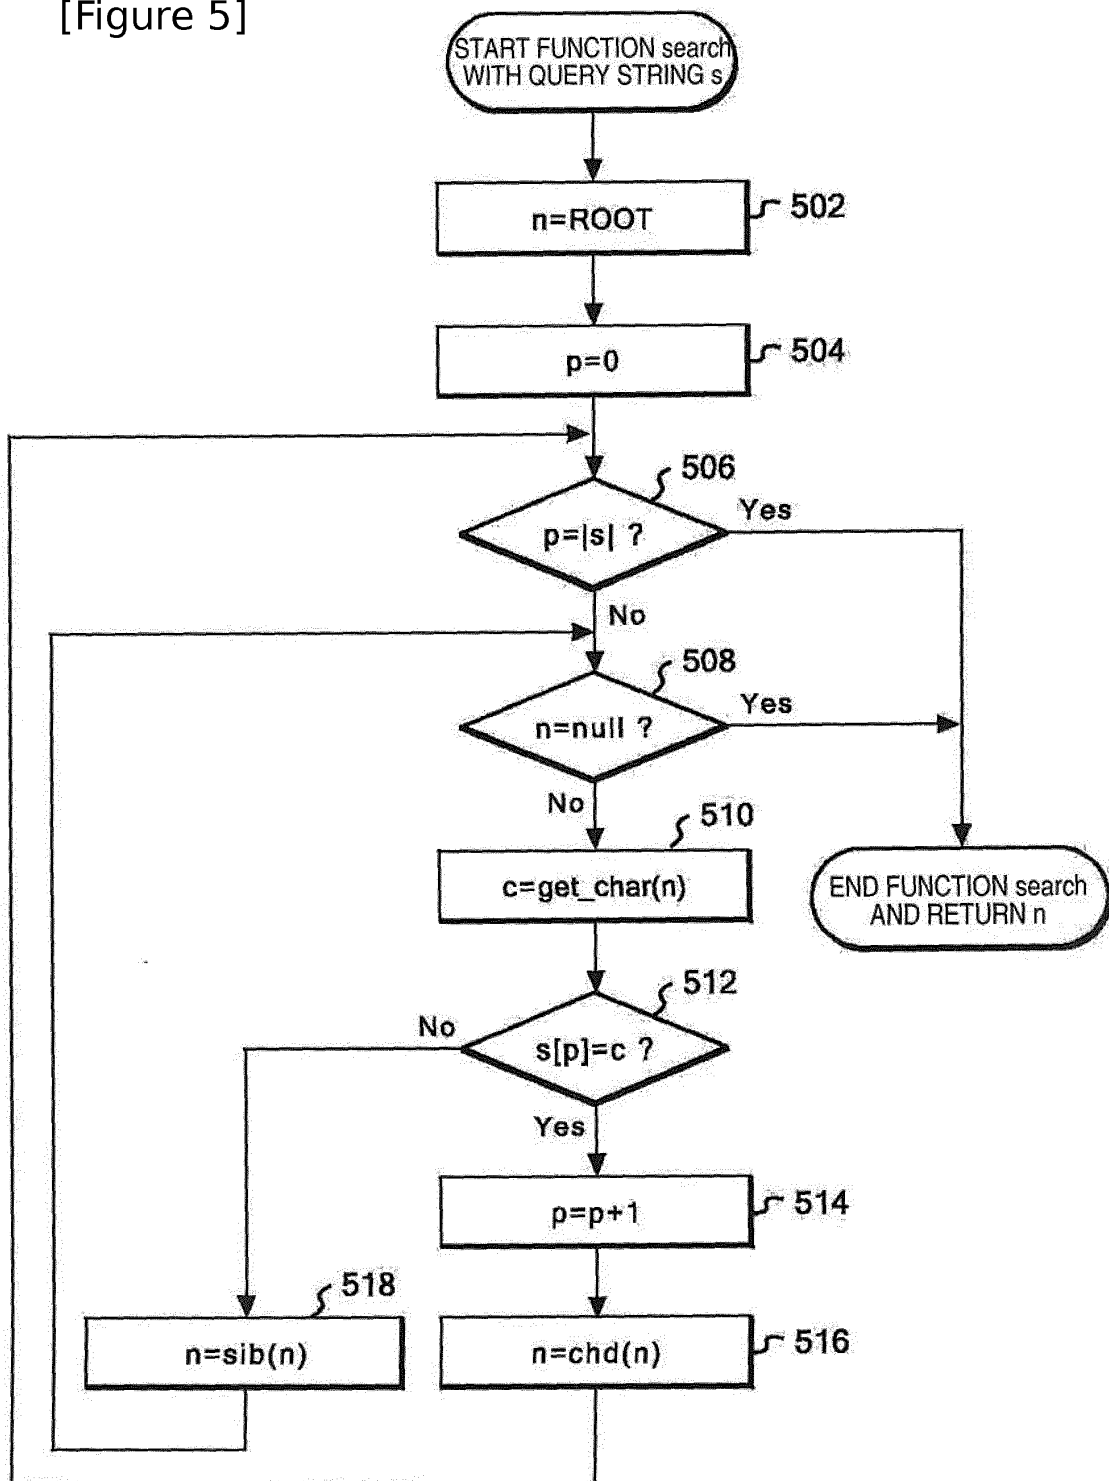 [Figure 5]
START FUNCTION search
WITH QUERY STRING s
n=ROOT
502
p=0
504
506
p=|s| ?
Yes
No
508
n=null ?
Yes
No
510
c=get_char(n)
END FUNCTION search
AND RETURN n
512
No
s[p]=c ?
Yes
p=p+1
514
518
n=sib(n)
n=chd(n)
516